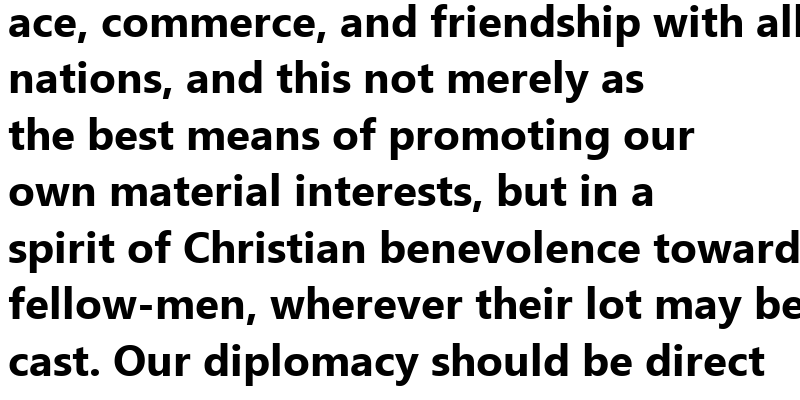 ace, commerce, and friendship with all
nations, and this not merely as
the best means of promoting our
own material interests, but in a
spirit of Christian benevolence toward
fellow-men, wherever their lot may be
cast. Our diplomacy should be direct